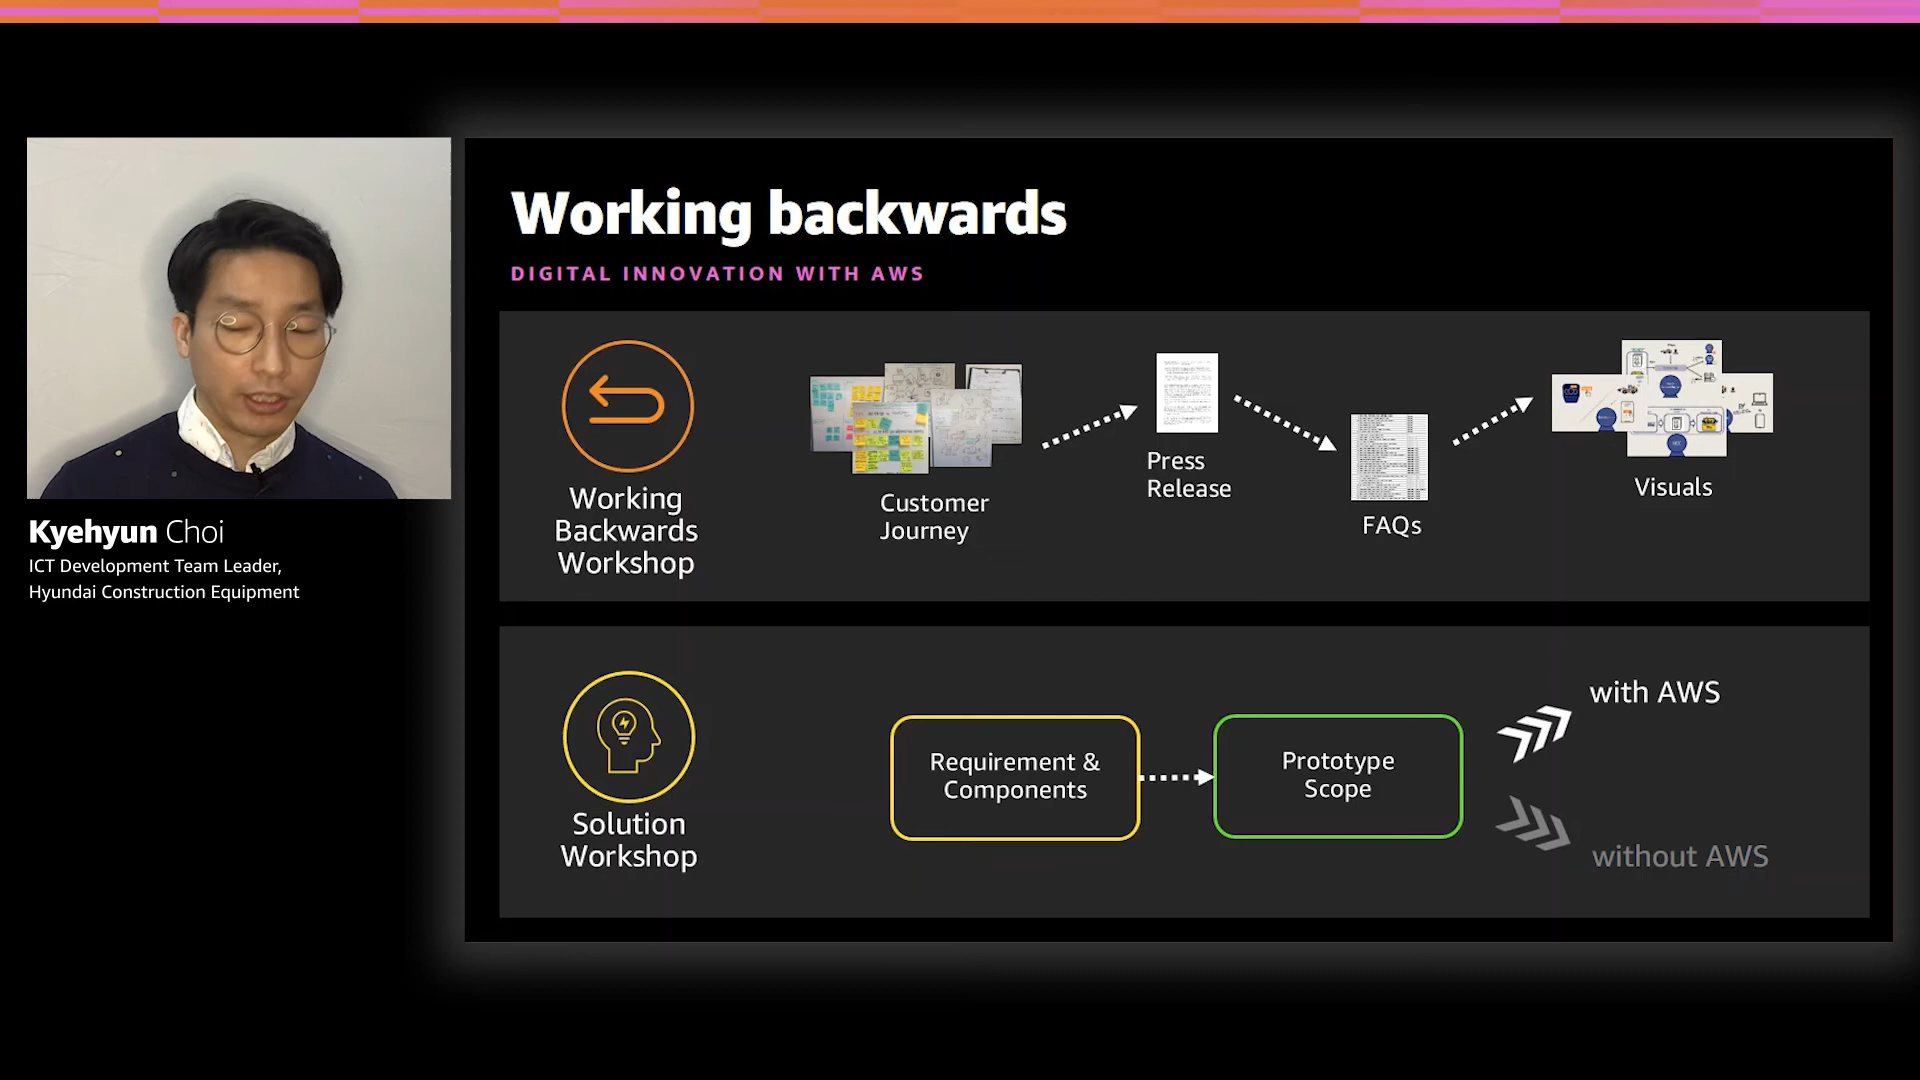 Working backwards
DIGITAL INNOVATION WITH AWS
Working
Backwards
Workshop
Customer
Journey
Press
Release
FAQs
Visuals
Solution
Workshop
Requirement &
Components
Prototype
Scope
with AWS
without AWS
Kyehyun Choi
ICT Development Team Leader,
Hyundai Construction Equipment